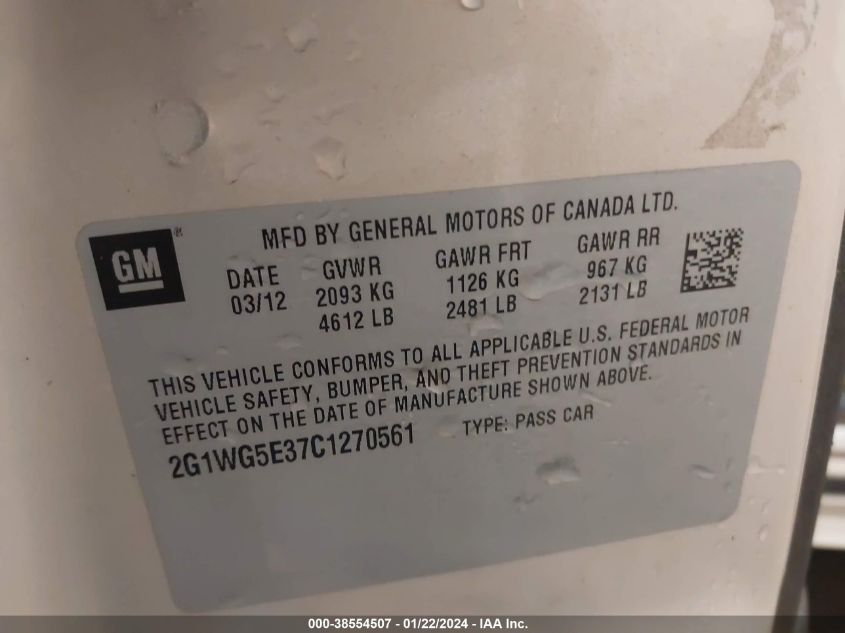 GM ®
MFD BY GENERAL MOTORS OF CANADA LTD.
DATE GVWR GAWR FRT GAWR RR
03/12 2093 KG 1126 KG 967 KG
4612 LB 2481 LB 2131 LB
THIS VEHICLE CONFORMS TO ALL APPLICABLE U.S. FEDERAL MOTOR
VEHICLE SAFETY, BUMPER, AND THEFT PREVENTION STANDARDS IN
EFFECT ON THE DATE OF MANUFACTURE SHOWN ABOVE.
2G1WG5E37C1270561 TYPE: PASS CAR
000-38554507 / 01/22/2024 - IAA Inc.